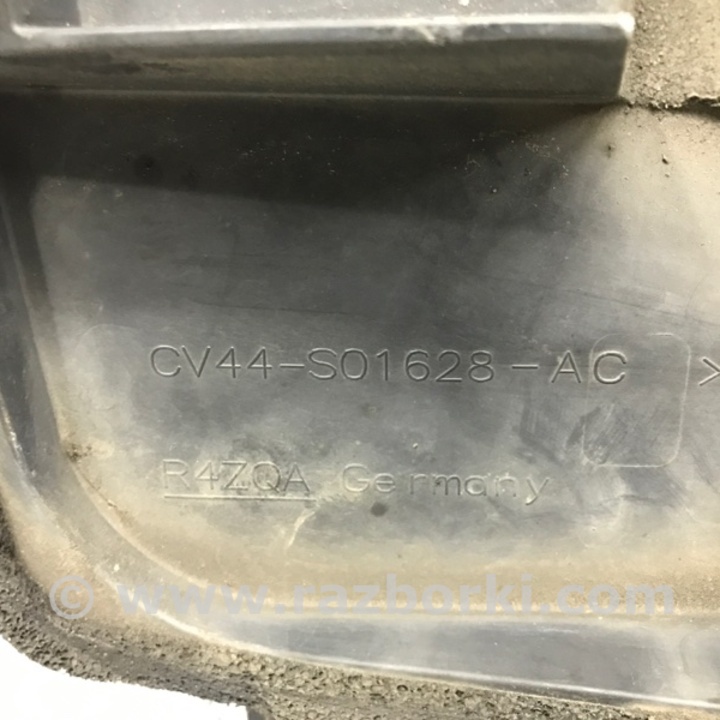 CV44-S01628-AC >
R4ZQA Germany
© www.razborki.com